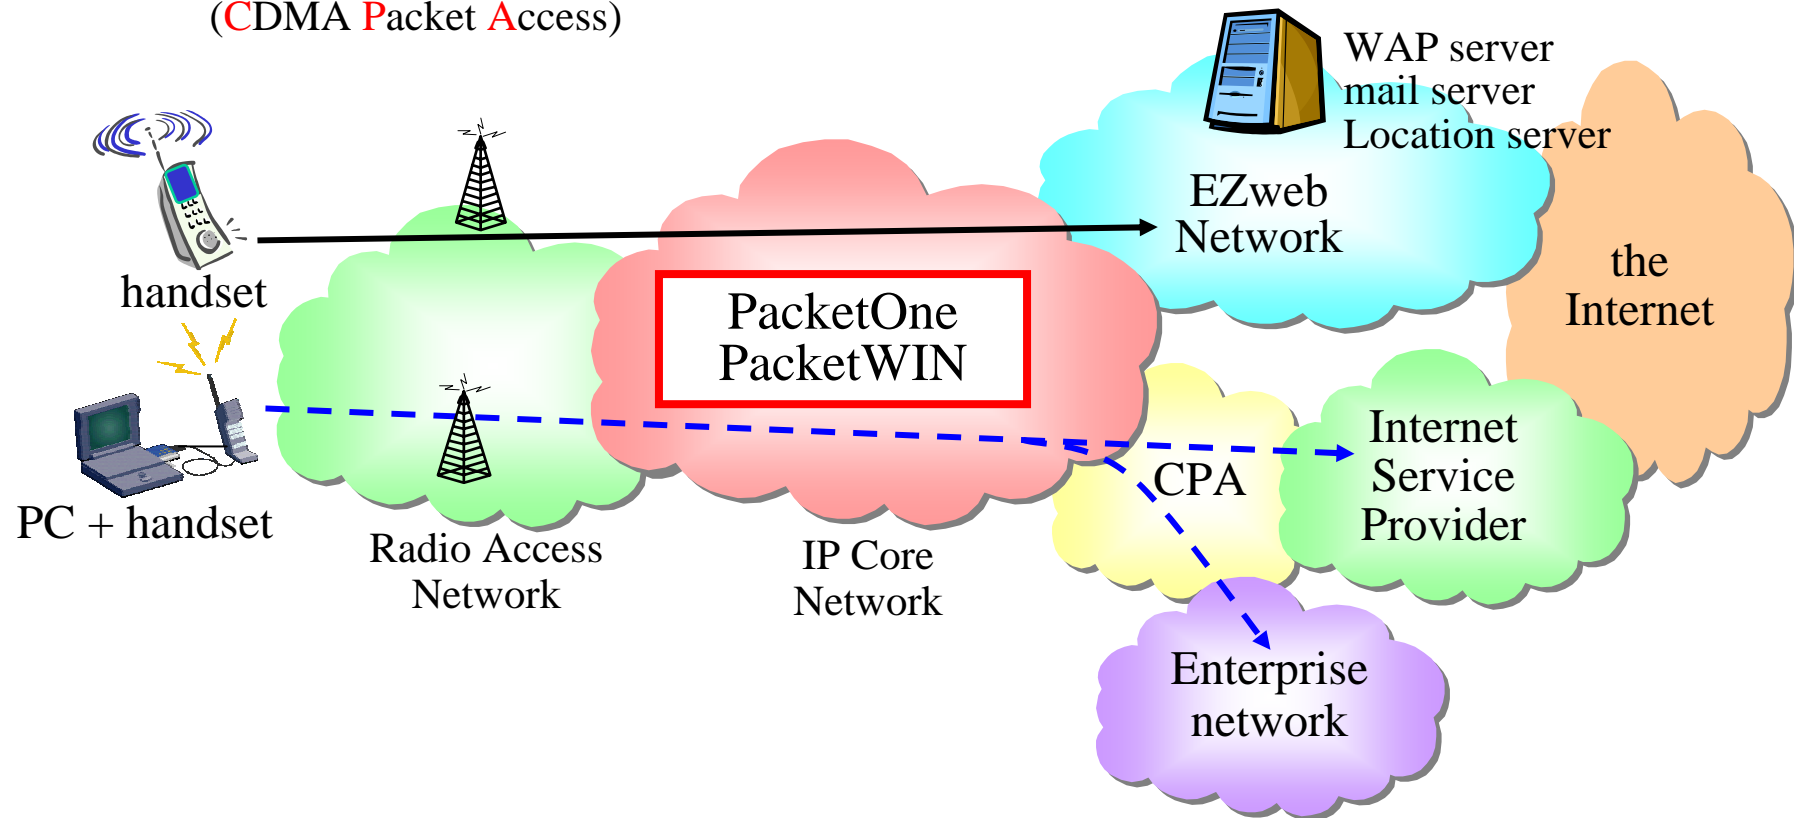 (CDMA Packet Access)
WAP server
mail server
Location server
EZweb
Network
the
Internet
handset
PacketOne
PacketWIN
Internet
Service
Provider
CPA
PC + handset
Radio Access
Network
IP Core
Network
Enterprise
network